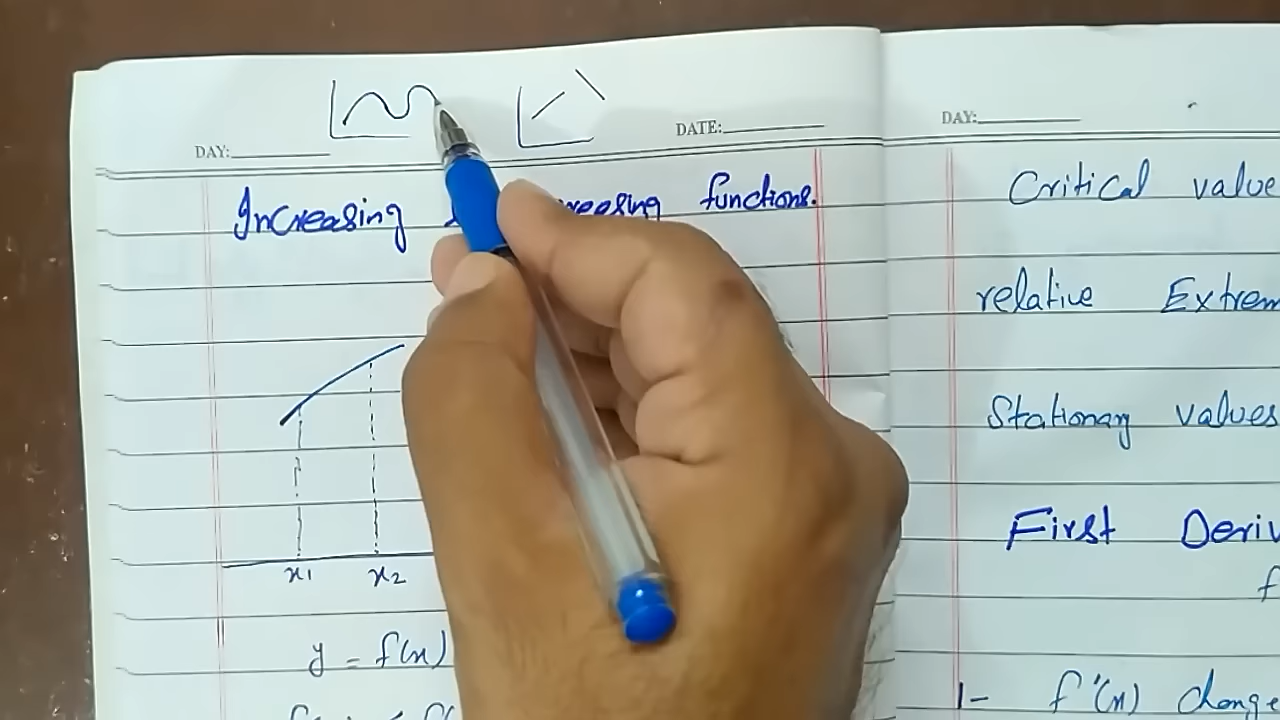 DAY:
DATE:
Increasing functions.
x1 x2
y = f(x)
DAY:
Critical value
relative Extrem
Stationary values
First Deriv
f
1- f'(x) change